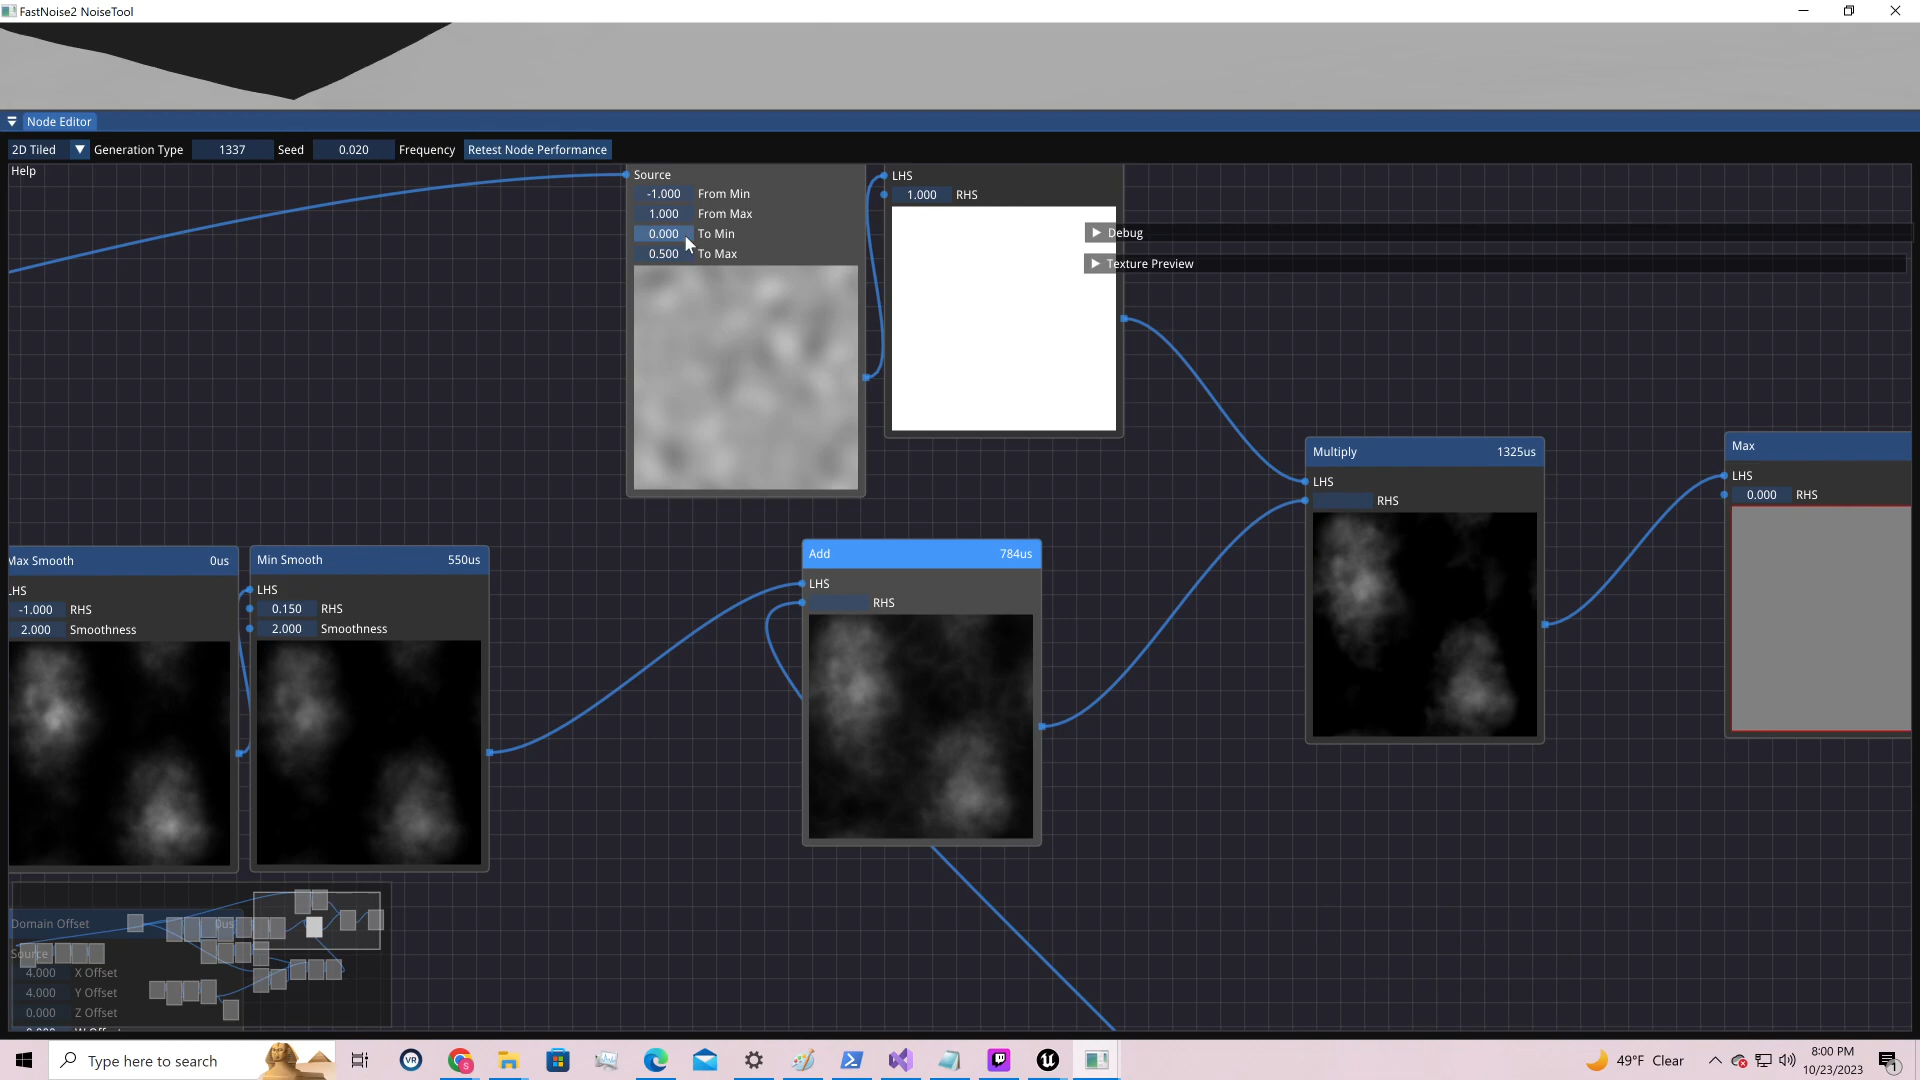 FastNoise2 NoiseTool
Node Editor
2D Tiled Generation Type 1337 Seed 0.020 Frequency Retest Node Performance
Help
Source
-1.000 From Min
1.000 From Max
0.000 To Min
0.500 To Max
LHS
1.000 RHS
Debug
Texture Preview
Multiply 1325us
LHS
RHS
Max
LHS
0.000 RHS
Max Smooth 0us
LHS
-1.000 RHS
2.000 Smoothness
Min Smooth 550us
LHS
0.150 RHS
2.000 Smoothness
Add 784us
LHS
RHS
Domain Offset 0us
Source
4.000 X Offset
4.000 Y Offset
0.000 Z Offset
Type here to search
VR
S
49°F Clear
8:00 PM
10/23/2023
1